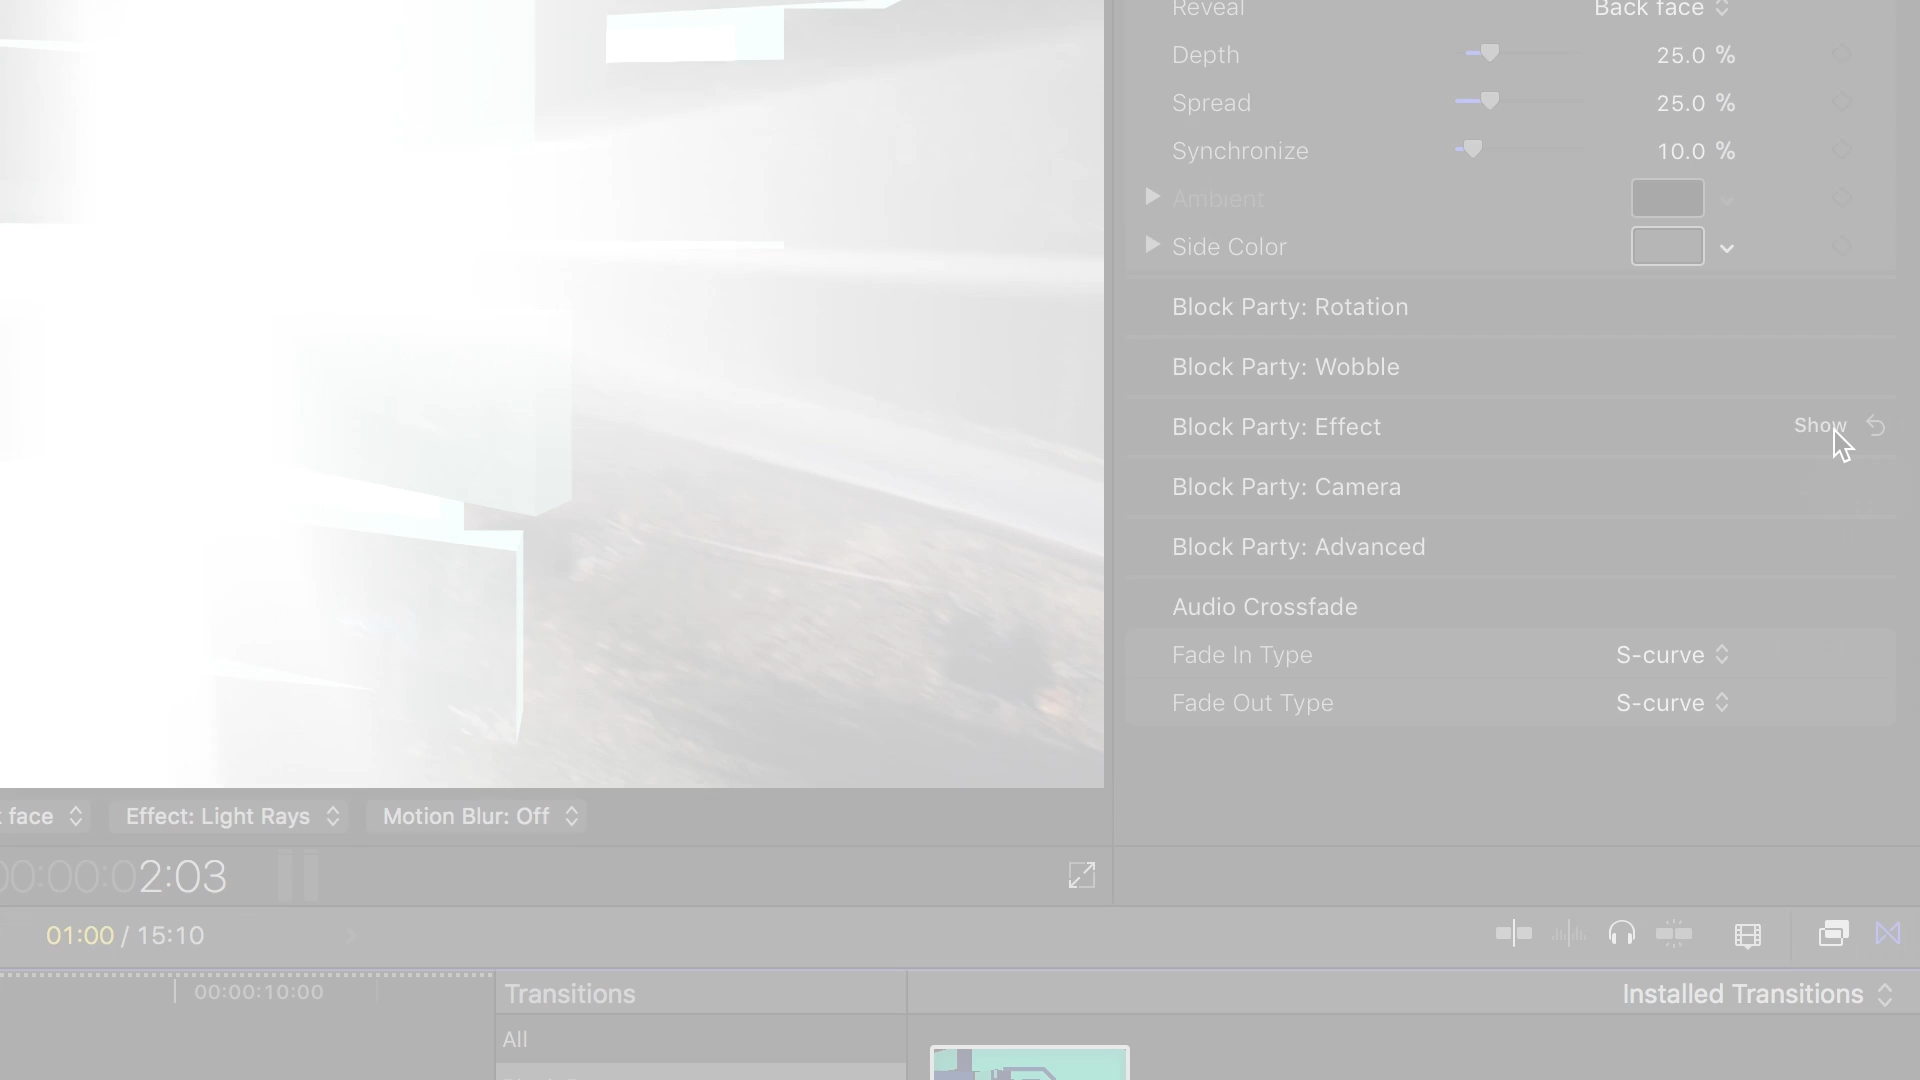 Reveal Back face
Depth 25.0 %
Spread 25.0 %
Synchronize 10.0 %
Ambient
Side Color
Block Party: Rotation
Block Party: Wobble
Block Party: Effect Show
Block Party: Camera
Block Party: Advanced
Audio Crossfade
Fade In Type S-curve
Fade Out Type S-curve
face Effect: Light Rays Motion Blur: Off
00:00:02:03
01:00 / 15:10
00:00:10:00
Transitions Installed Transitions
All